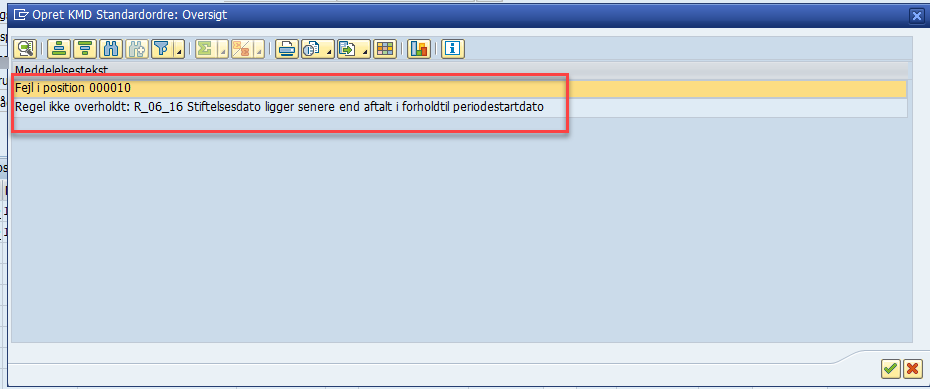 Opret KMD Standardordre: Oversigt
Meddelelsestekst
Fejl i position 000010
Regel ikke overholdt: R_06_16 Stiftelsesdato ligger senere end aftalt i forholdtil periodestartdato